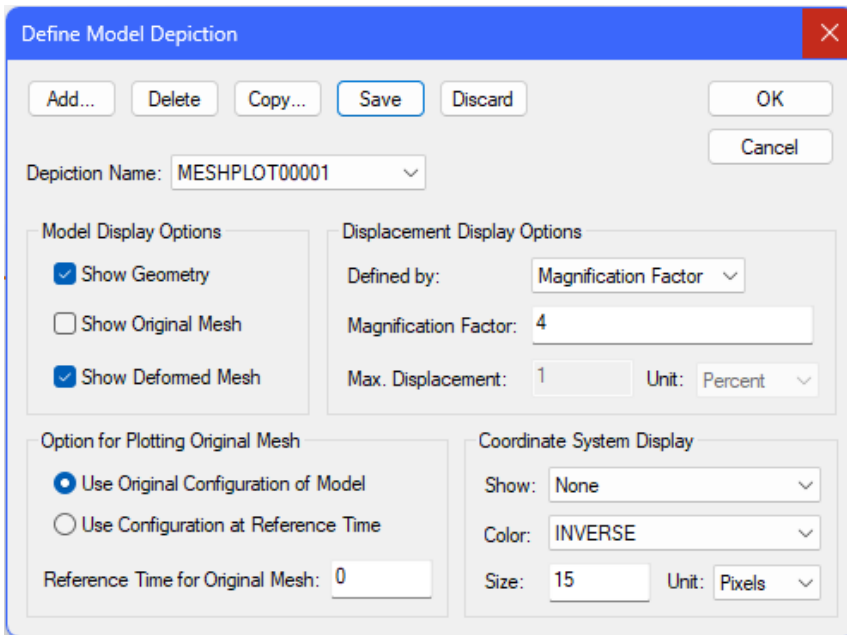 Define Model Depiction
Add... Delete Copy... Save Discard OK
Cancel
Depiction Name: MESHPLOT00001
Model Display Options
Show Geometry
Show Original Mesh
Show Deformed Mesh
Displacement Display Options
Defined by: Magnification Factor
Magnification Factor: 4
Max. Displacement: 1 Unit: Percent
Option for Plotting Original Mesh
Use Original Configuration of Model
Use Configuration at Reference Time
Reference Time for Original Mesh: 0
Coordinate System Display
Show: None
Color: INVERSE
Size: 15 Unit: Pixels